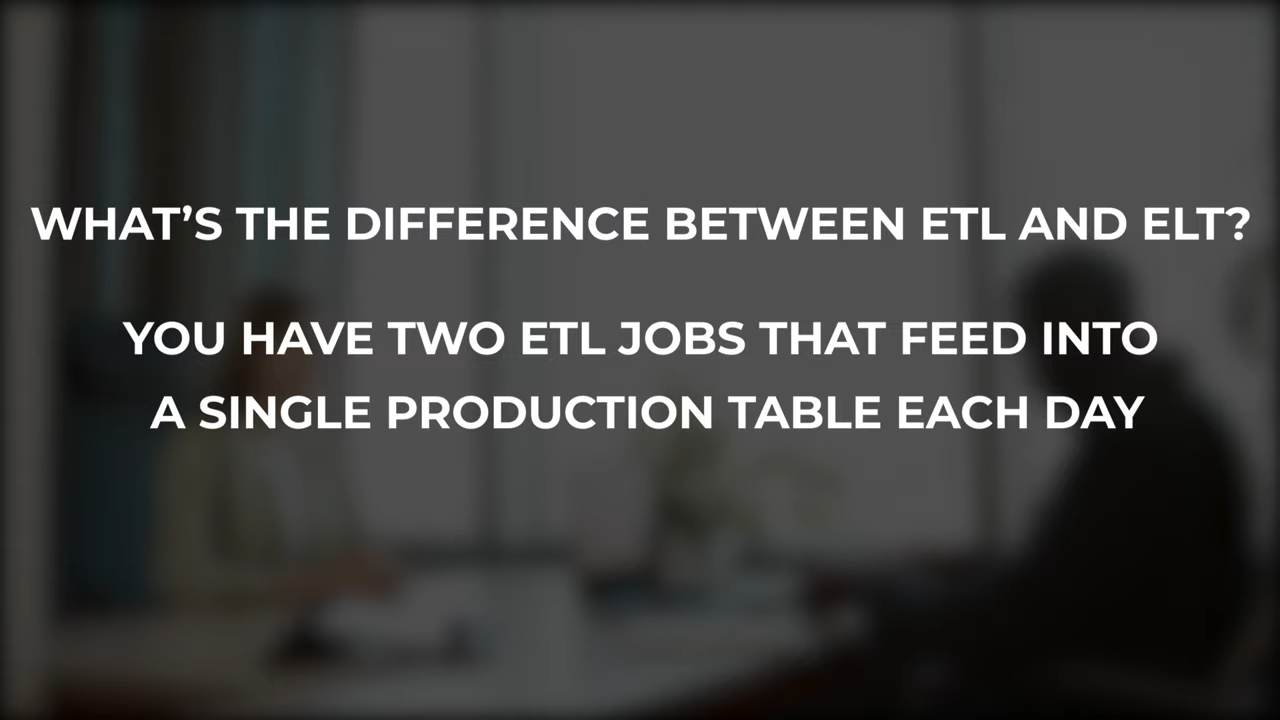 WHAT’S THE DIFFERENCE BETWEEN ETL AND ELT?
YOU HAVE TWO ETL JOBS THAT FEED INTO
A SINGLE PRODUCTION TABLE EACH DAY